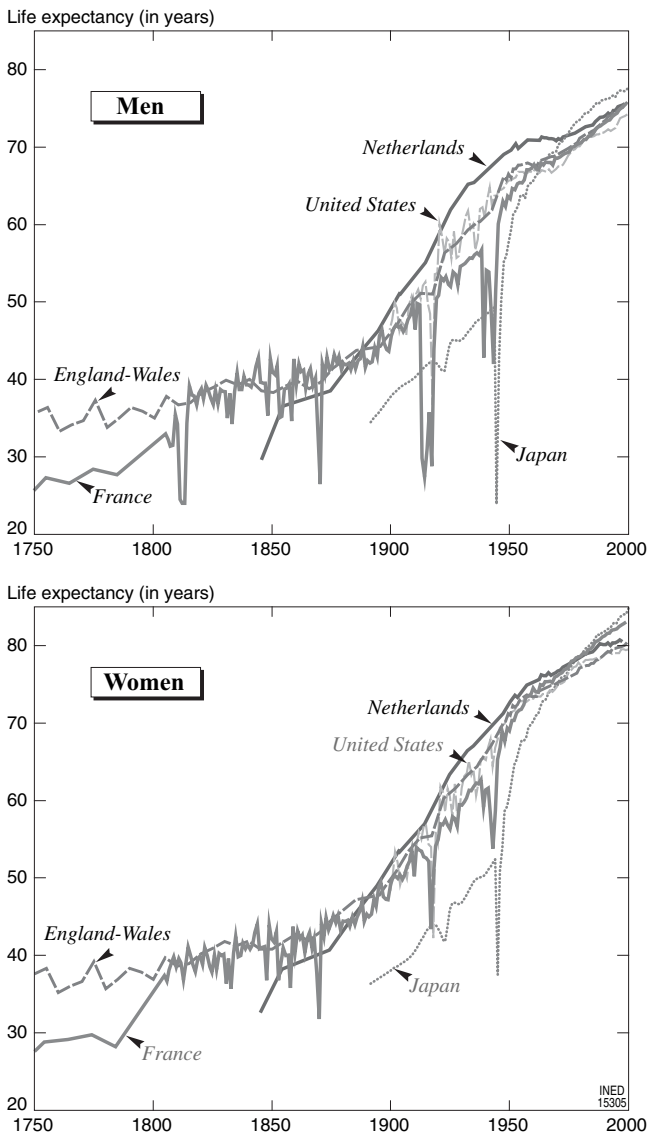 Life expectancy (in years)
80
Men
70
Netherlands
United States
60
50
England-Wales
40
30
Japan
France
20
1750 1800 1850 1900 1950 2000
Life expectancy (in years)
80
Women
70
Netherlands
United States
60
50
England-Wales
40
Japan
30
France
INED
15305
20
1750 1800 1850 1900 1950 2000